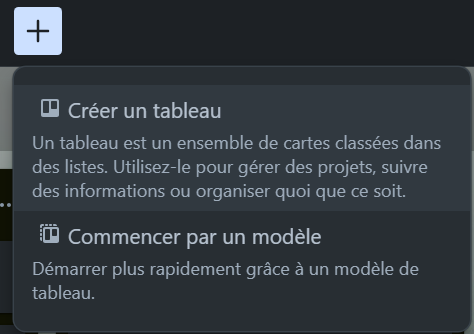 Créer un tableau
Un tableau est un ensemble de cartes classées dans
des listes. Utilisez-le pour gérer des projets, suivre
des informations ou organiser quoi que ce soit.
Commencer par un modèle
Démarrer plus rapidement grâce à un modèle de
tableau.